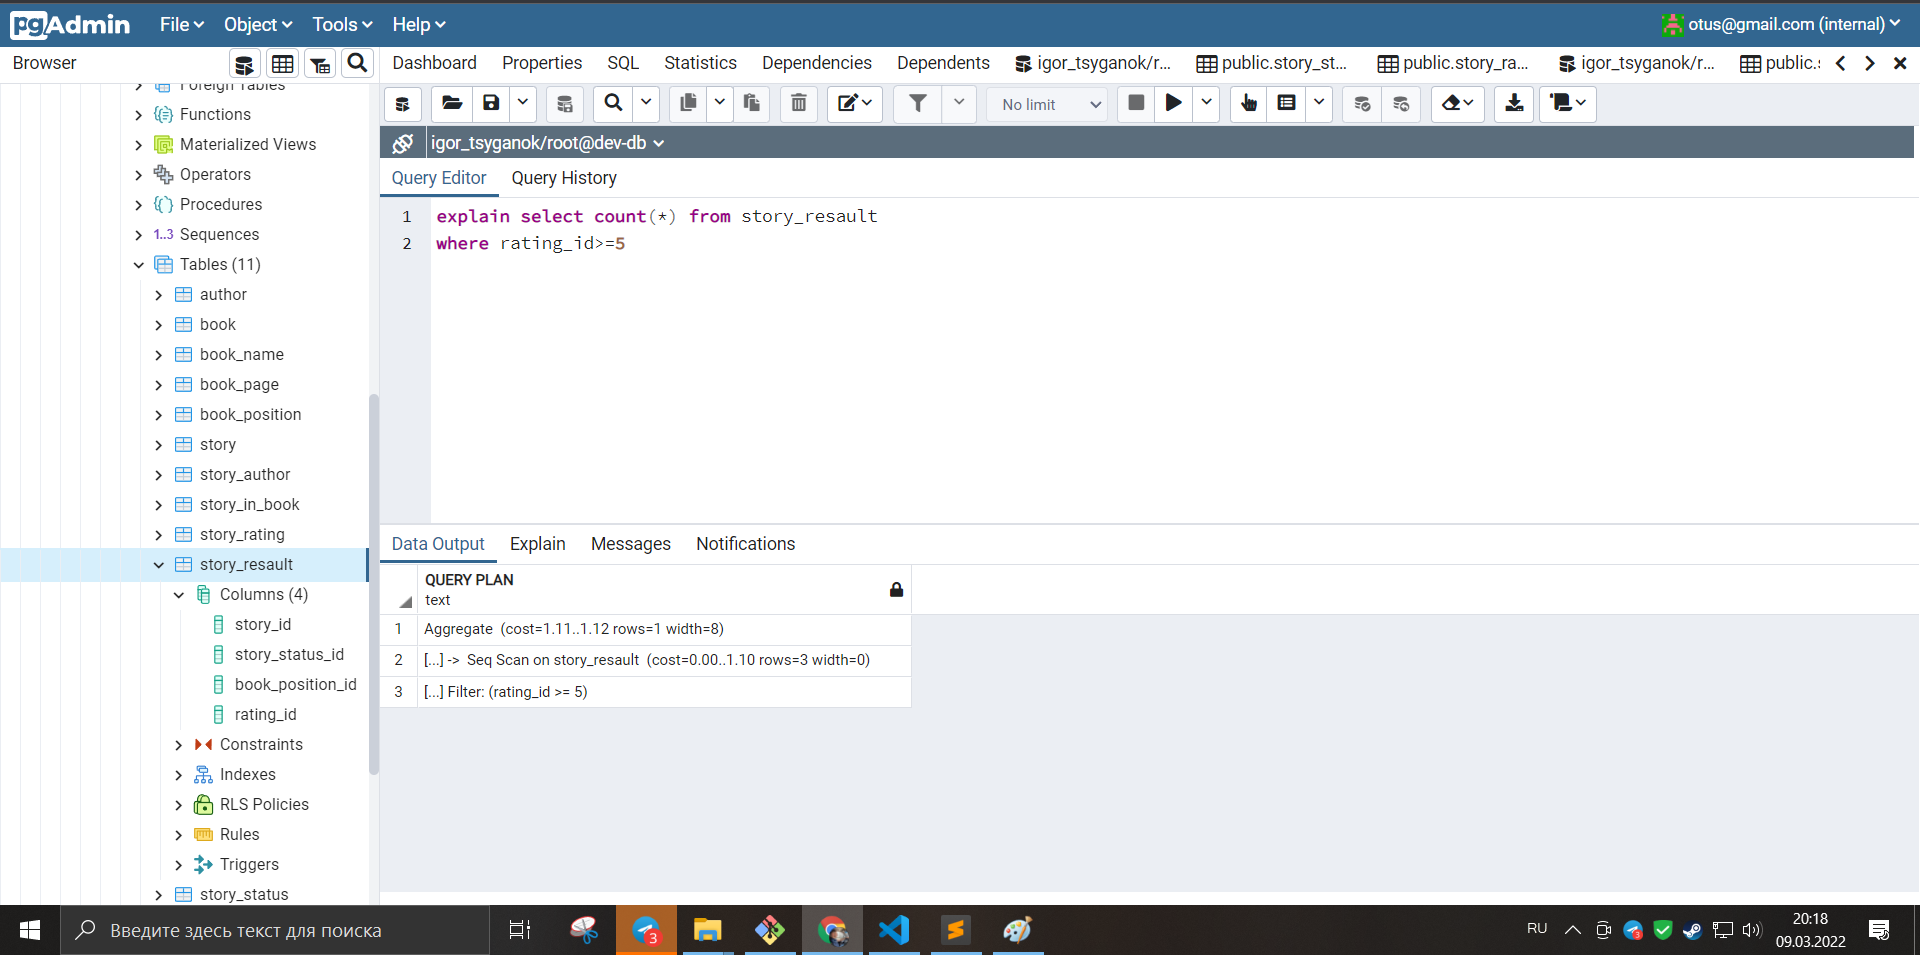 pgAdmin File Object Tools Help otus@gmail.com (internal)
Browser Dashboard Properties SQL Statistics Dependencies Dependents igor_tsyganok/r... public.story_st... public.story_ra... igor_tsyganok/r... public.s
Foreign Tables
No limit
Functions
igor_tsyganok/root@dev-db
Materialized Views
Operators
Query Editor Query History
Procedures
1 explain select count(*) from story_resault
Sequences
2 where rating_id>=5
1..3
Tables (11)
author
book
book_name
book_page
book_position
story
story_author
story_in_book
story_rating
story_resault
Columns (4)
story_id
story_status_id
book_position_id
rating_id
Constraints
Indexes
RLS Policies
Rules
Triggers
story_status
Data Output Explain Messages Notifications
QUERY PLAN
text
1 Aggregate (cost=1.11..1.12 rows=1 width=8)
2 [...] -> Seq Scan on story_resault (cost=0.00..1.10 rows=3 width=0)
3 [...] Filter: (rating_id >= 5)
Введите здесь текст для поиска
3
RU
20:18
09.03.2022